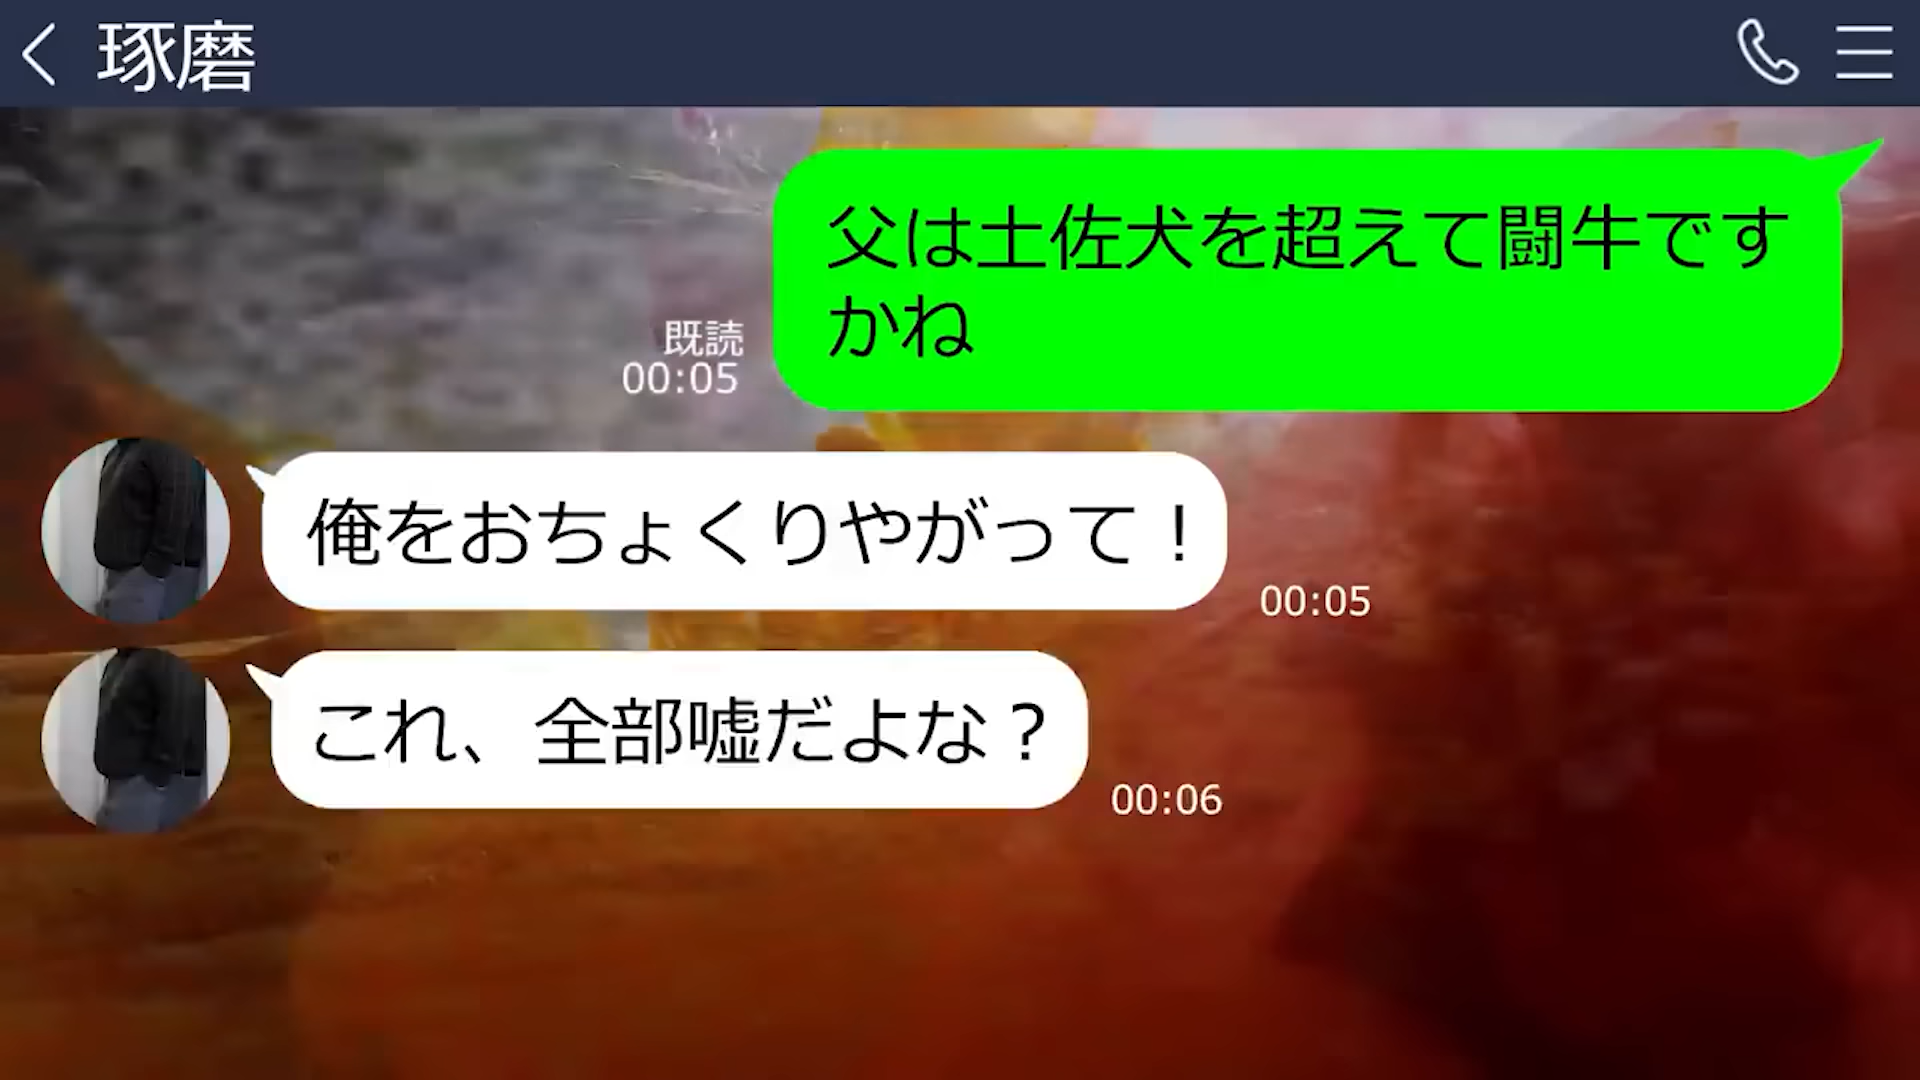 琢磨
父は土佐犬を超えて闘牛です
かね
既読
00:05
俺をおちょくりやがって！
00:05
これ、全部嘘だよな？
00:06